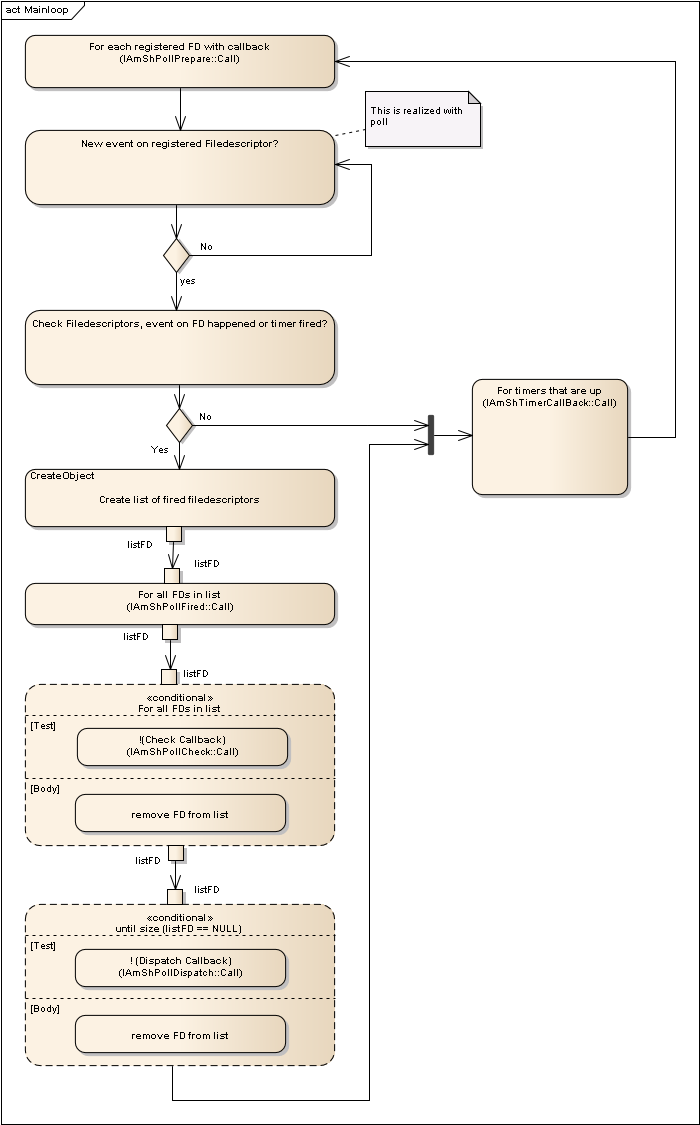 act Mainloop
For each registered FD with callback
(IAmShPollPrepare::Call)
This is realized with
poll
New event on registered Filedescriptor?
No
yes
Check Filedescriptors, event on FD happened or timer fired?
For timers that are up
(IAmShTimerCallBack::Call)
No
Yes
CreateObject
Create list of fired filedescriptors
listFD
listFD
For all FDs in list
(IAmShPollFired::Call)
listFD
listFD
«conditional»
For all FDs in list
[Test]
!(Check Callback)
(IAmShPollCheck::Call)
[Body]
remove FD from list
listFD
listFD
«conditional»
until size (listFD == NULL)
[Test]
! (Dispatch Callback)
(IAmShPollDispatch::Call)
[Body]
remove FD from list